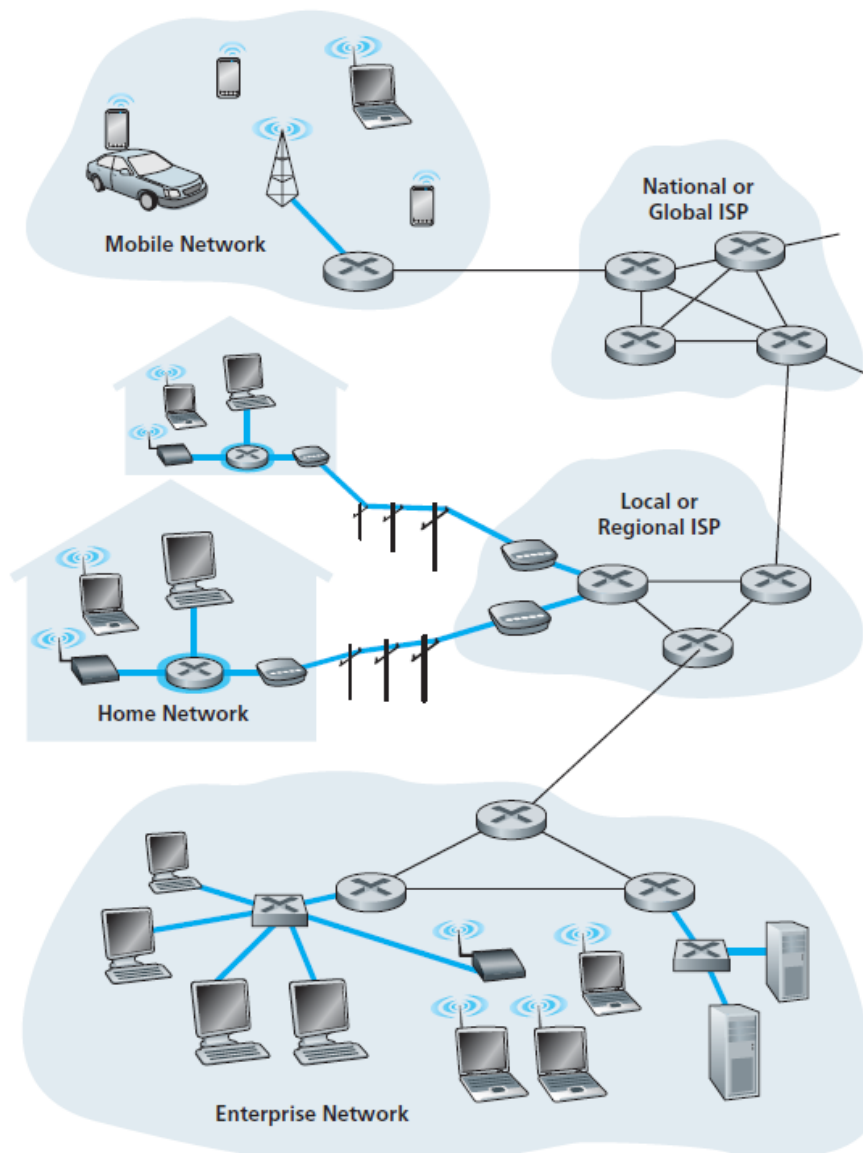 Mobile Network
National or
Global ISP
Local or
Regional ISP
Home Network
Enterprise Network